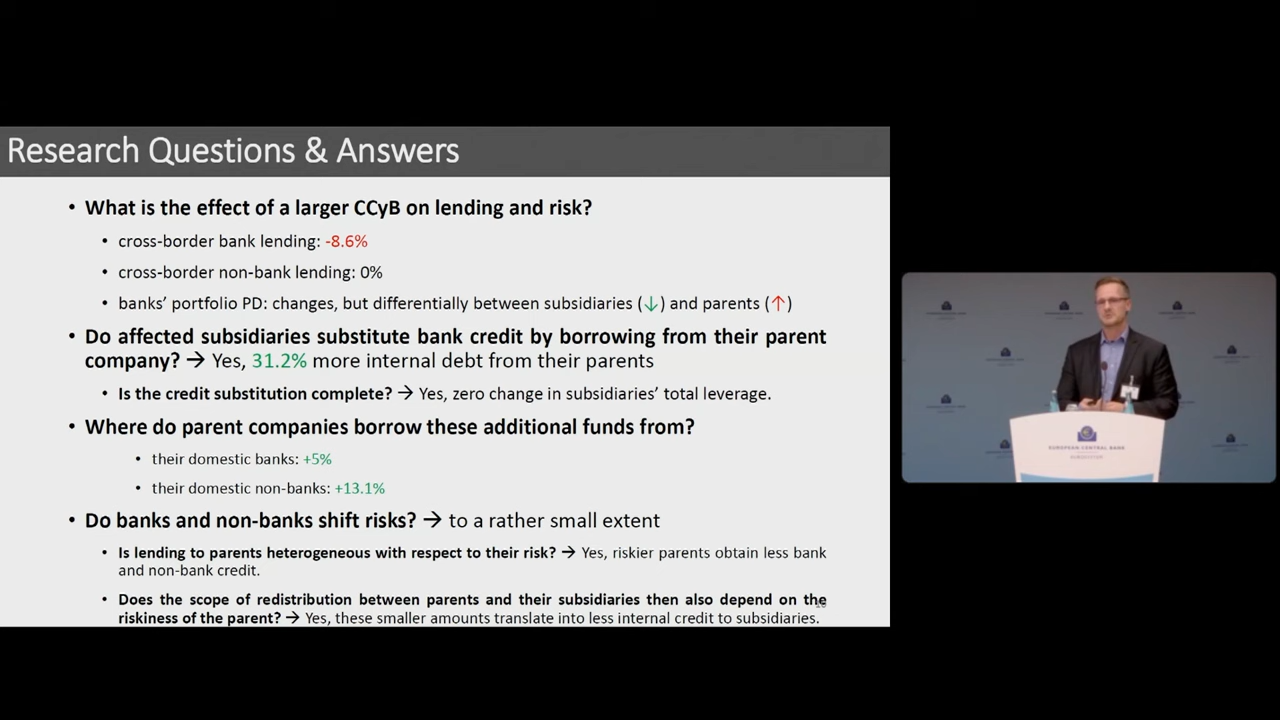 Research Questions & Answers
• What is the effect of a larger CCyB on lending and risk?
• cross-border bank lending: -8.6%
• cross-border non-bank lending: 0%
• banks' portfolio PD: changes, but differentially between subsidiaries (↓) and parents (↑)
• Do affected subsidiaries substitute bank credit by borrowing from their parent
company? → Yes, 31.2% more internal debt from their parents
• Is the credit substitution complete? → Yes, zero change in subsidiaries' total leverage.
• Where do parent companies borrow these additional funds from?
• their domestic banks: +5%
• their domestic non-banks: +13.1%
• Do banks and non-banks shift risks? → to a rather small extent
• Is lending to parents heterogeneous with respect to their risk? → Yes, riskier parents obtain less bank
and non-bank credit.
• Does the scope of redistribution between parents and their subsidiaries then also depend on the
riskiness of the parent? → Yes, these smaller amounts translate into less internal credit to subsidiaries.
EUROPEAN CENTRAL BANK
EUROSYSTEM